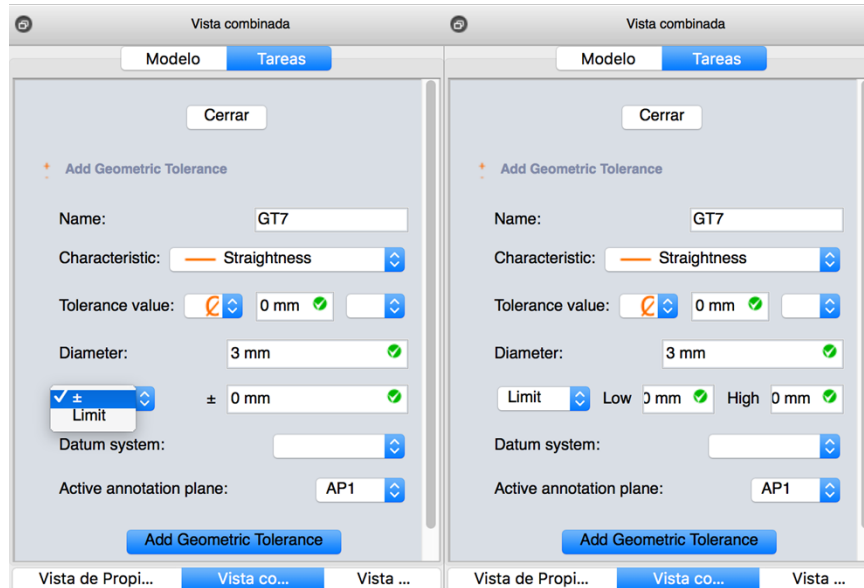 Vista combinada
Modelo Tareas
Cerrar
Add Geometric Tolerance
Name: GT7
Characteristic: Straightness
Tolerance value: 0 mm
Diameter: 3 mm
± ± 0 mm
Limit
Datum system:
Active annotation plane: AP1
Add Geometric Tolerance
Vista de Propi... Vista co... Vista ...
Vista combinada
Modelo Tareas
Cerrar
Add Geometric Tolerance
Name: GT7
Characteristic: Straightness
Tolerance value: 0 mm
Diameter: 3 mm
Limit Low 0 mm High 0 mm
Datum system:
Active annotation plane: AP1
Add Geometric Tolerance
Vista de Propi... Vista co... Vista ...